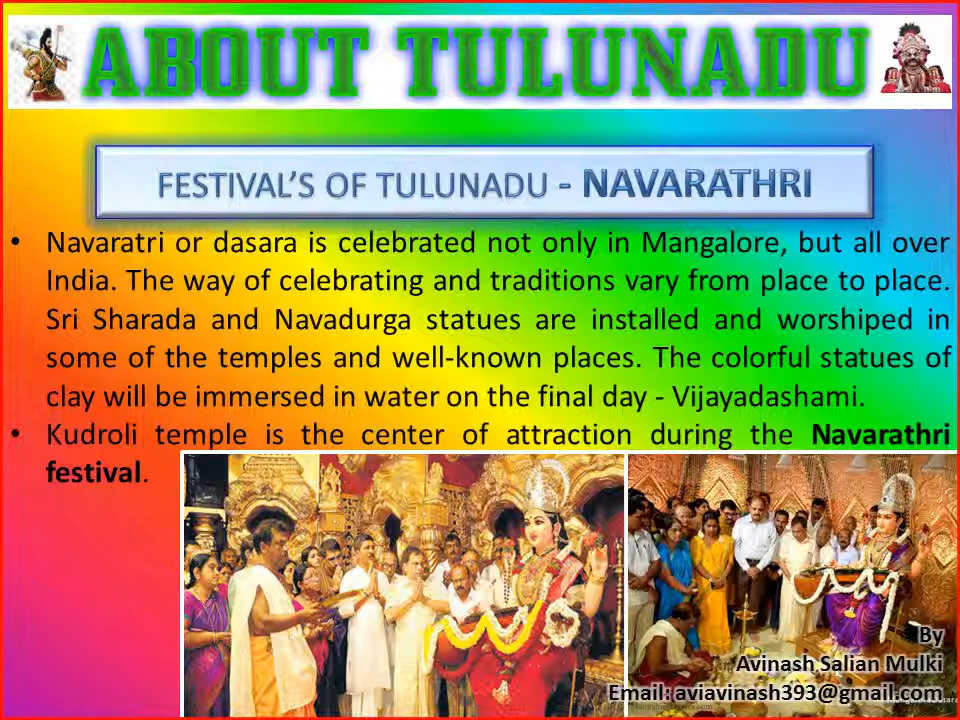 ABOUT TULUNADU
FESTIVAL'S OF TULUNADU - NAVARATHRI
• Navaratri or dasara is celebrated not only in Mangalore, but all over
India. The way of celebrating and traditions vary from place to place.
Sri Sharada and Navadurga statues are installed and worshiped in
some of the temples and well-known places. The colorful statues of
clay will be immersed in water on the final day - Vijayadashami.
• Kudroli temple is the center of attraction during the Navarathri
festival.
By
Avinash Salian Mulki
Email: aviavinash393@gmail.com